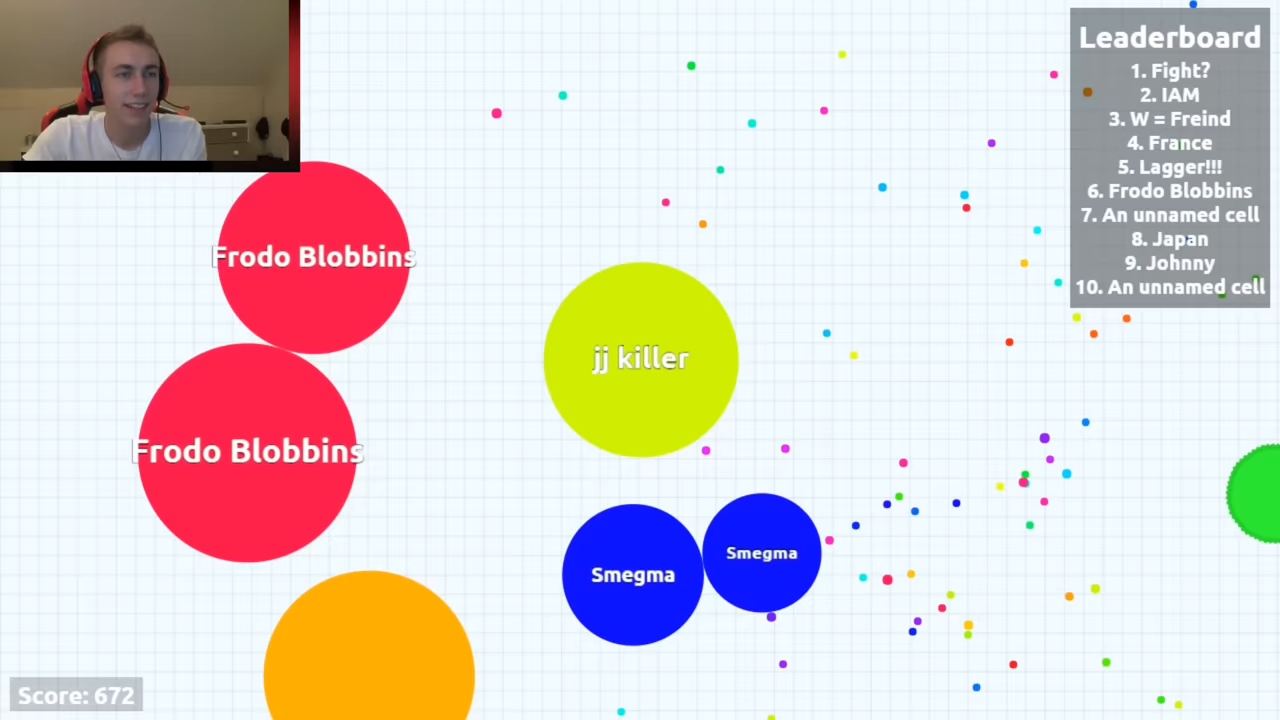 Leaderboard
1. Fight?
2. IAM
3. W = Freind
4. France
5. Lagger!!!
6. Frodo Blobbins
7. An unnamed cell
8. Japan
9. Johnny
10. An unnamed cell
Frodo Blobbins
jj killer
Frodo Blobbins
Smegma
Smegma
Score: 672